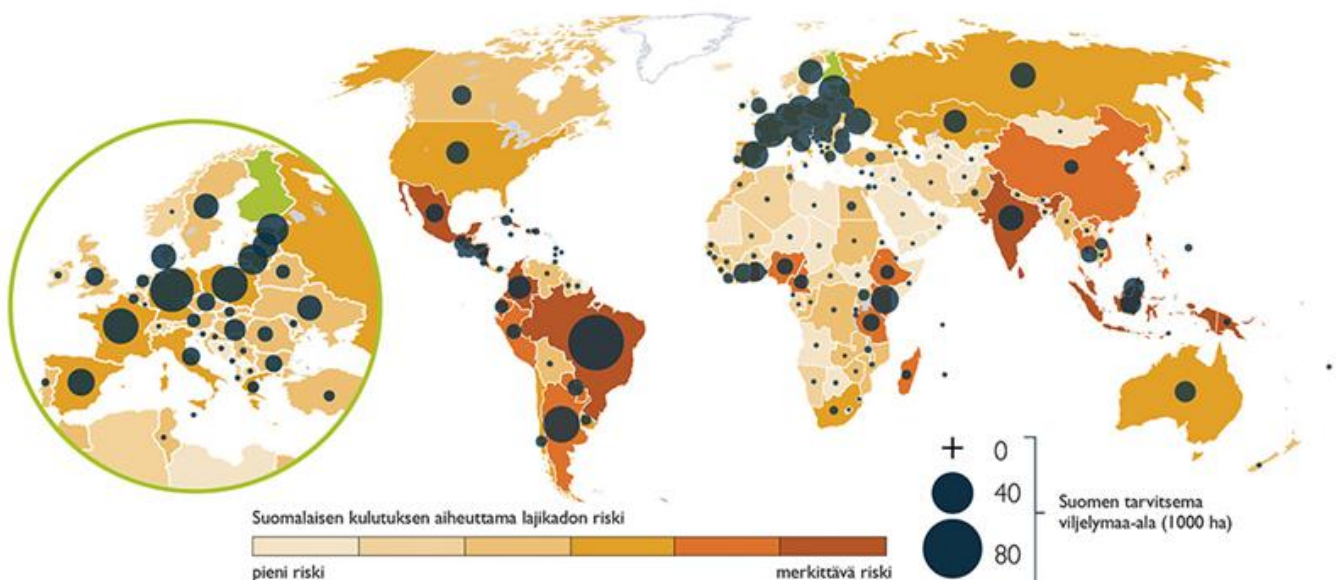 Suomalaisen kulutuksen aiheuttama lajikadon riski
pieni riski
merkittävä riski
0
40
80
Suomen tarvitsema
viljelymaa-ala (1000 ha)